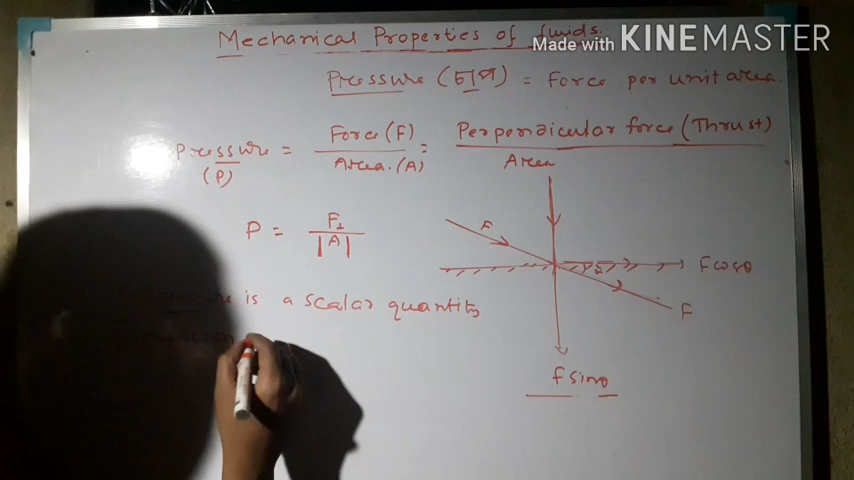 Mechanical Properties of fluids.
Made with KINEMASTER
Pressure (চাপ) = Force per unit area.
Pressure (P) = Force (F) / Area. (A) = Perpendicular force (Thrust) / Area
P = F⊥ / |A|
F
F cosθ
F
f sinθ
Pressure is a scalar quantity